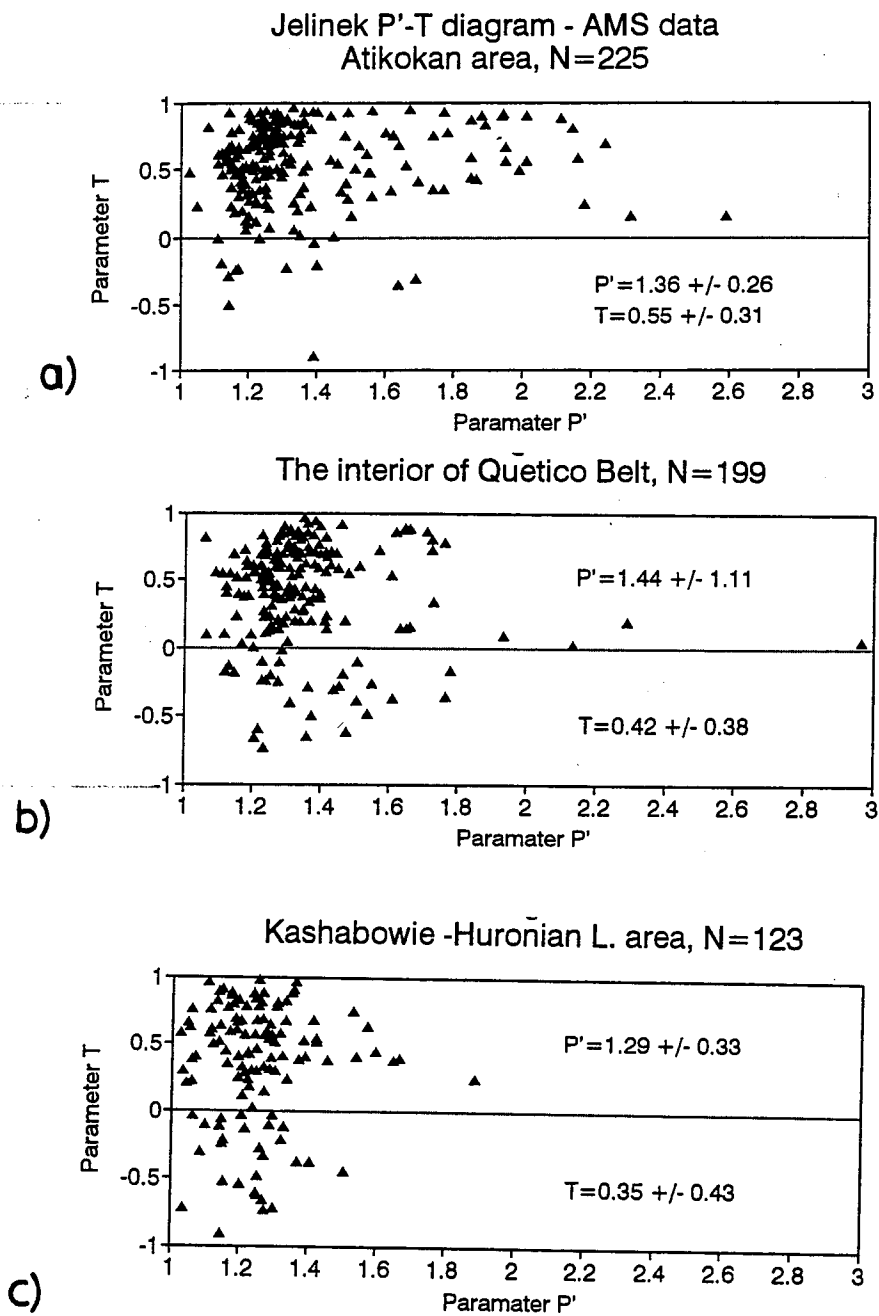 Jelinek P'-T diagram - AMS data
Atikokan area, N=225
1
0.5
0
-0.5
-1
Parameter T
P'=1.36 +/- 0.26
T=0.55 +/- 0.31
a)
1 1.2 1.4 1.6 1.8 2 2.2 2.4 2.6 2.8 3
Paramater P'
The interior of Quetico Belt, N=199
1
0.5
0
-0.5
-1
Parameter T
P'=1.44 +/- 1.11
T=0.42 +/- 0.38
b)
1 1.2 1.4 1.6 1.8 2 2.2 2.4 2.6 2.8 3
Paramater P'
Kashabowie -Huronian L. area, N=123
1
0.5
0
-0.5
-1
Parameter T
P'=1.29 +/- 0.33
T=0.35 +/- 0.43
c)
1 1.2 1.4 1.6 1.8 2 2.2 2.4 2.6 2.8 3
Paramater P'